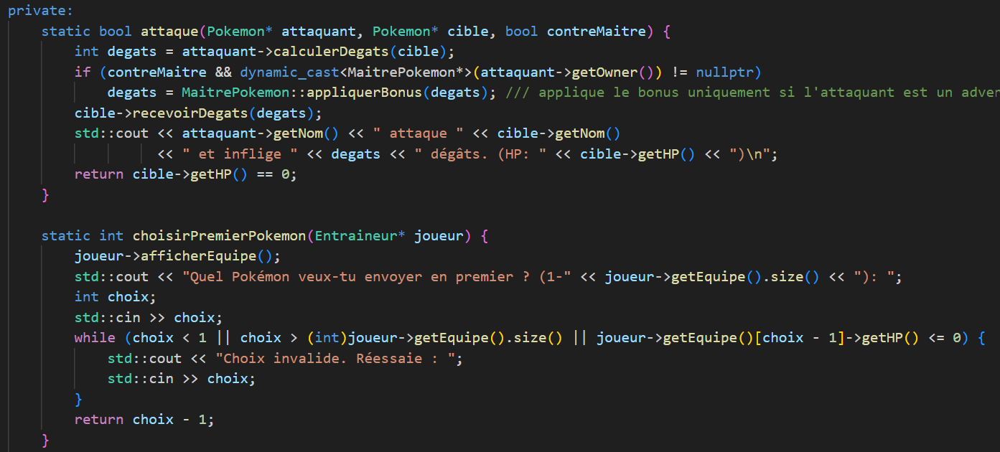 private:
    static bool attaque(Pokemon* attaquant, Pokemon* cible, bool contreMaitre) {
        int degats = attaquant->calculerDegats(cible);
        if (contreMaitre && dynamic_cast<MaitrePokemon*>(attaquant->getOwner()) != nullptr)
            degats = MaitrePokemon::appliquerBonus(degats); /// applique le bonus uniquement si l'attaquant est un
        cible->recevoirDegats(degats);
        std::cout << attaquant->getNom() << " attaque " << cible->getNom()
                  << " et inflige " << degats << " dégâts. (HP: " << cible->getHP() << ")\n";
        return cible->getHP() == 0;
    }

    static int choisirPremierPokemon(Entraineur* joueur) {
        joueur->afficherEquipe();
        std::cout << "Quel Pokémon veux-tu envoyer en premier ? (1-" << joueur->getEquipe().size() << "): ";
        int choix;
        std::cin >> choix;
        while (choix < 1 || choix > (int)joueur->getEquipe().size() || joueur->getEquipe()[choix - 1]->getHP() <= 0) {
            std::cout << "Choix invalide. Réessaie : ";
            std::cin >> choix;
        }
        return choix - 1;
    }